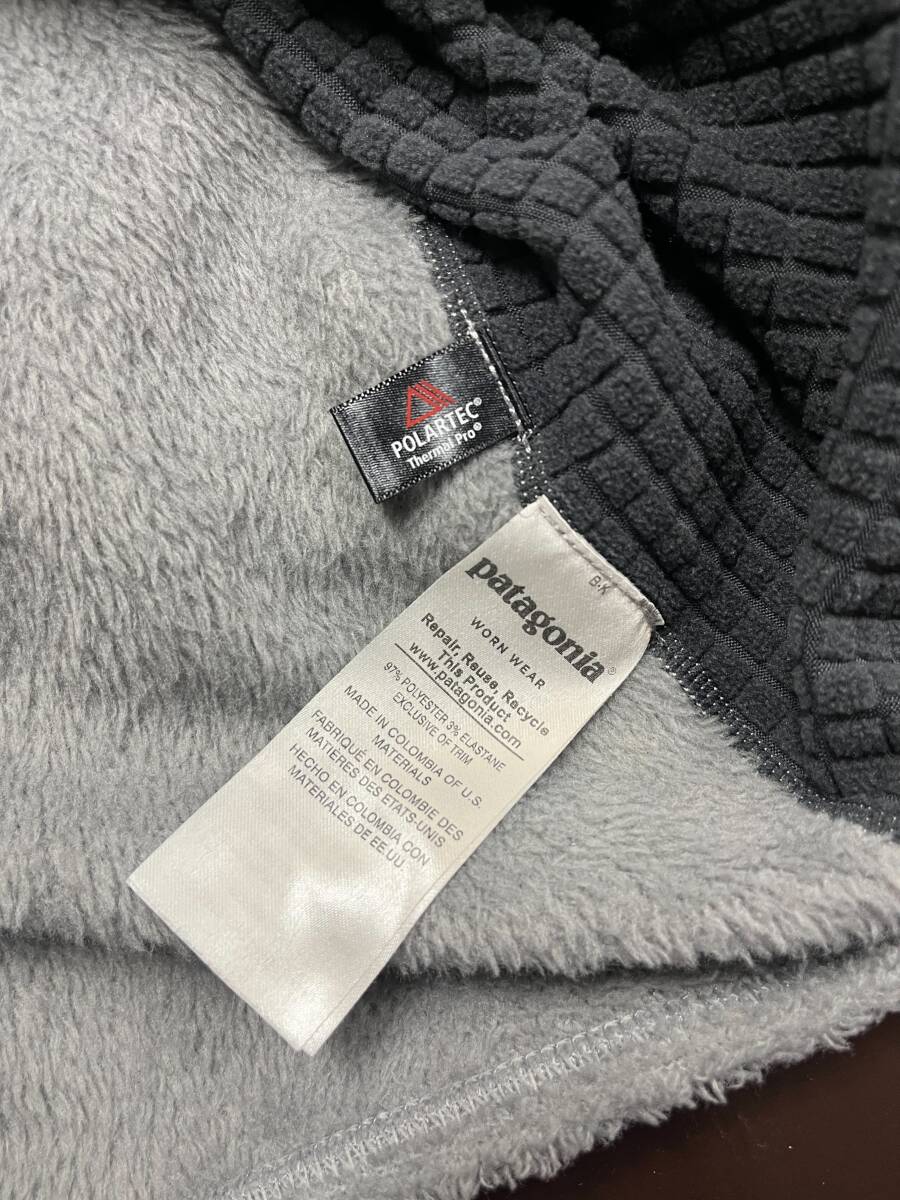 POLARTEC®
Thermal Pro®
B·K
patagonia®
WORN WEAR
Repair, Reuse, Recycle
This Product
www.patagonia.com
97% POLYESTER 3% ELASTANE
EXCLUSIVE OF TRIM
MADE IN COLOMBIA OF U.S.
MATERIALS
FABRIQUÉ EN COLOMBIE DES
MATIÈRES DES ETATS-UNIS
HECHO EN COLOMBIA CON
MATERIALES DE EE.UU.